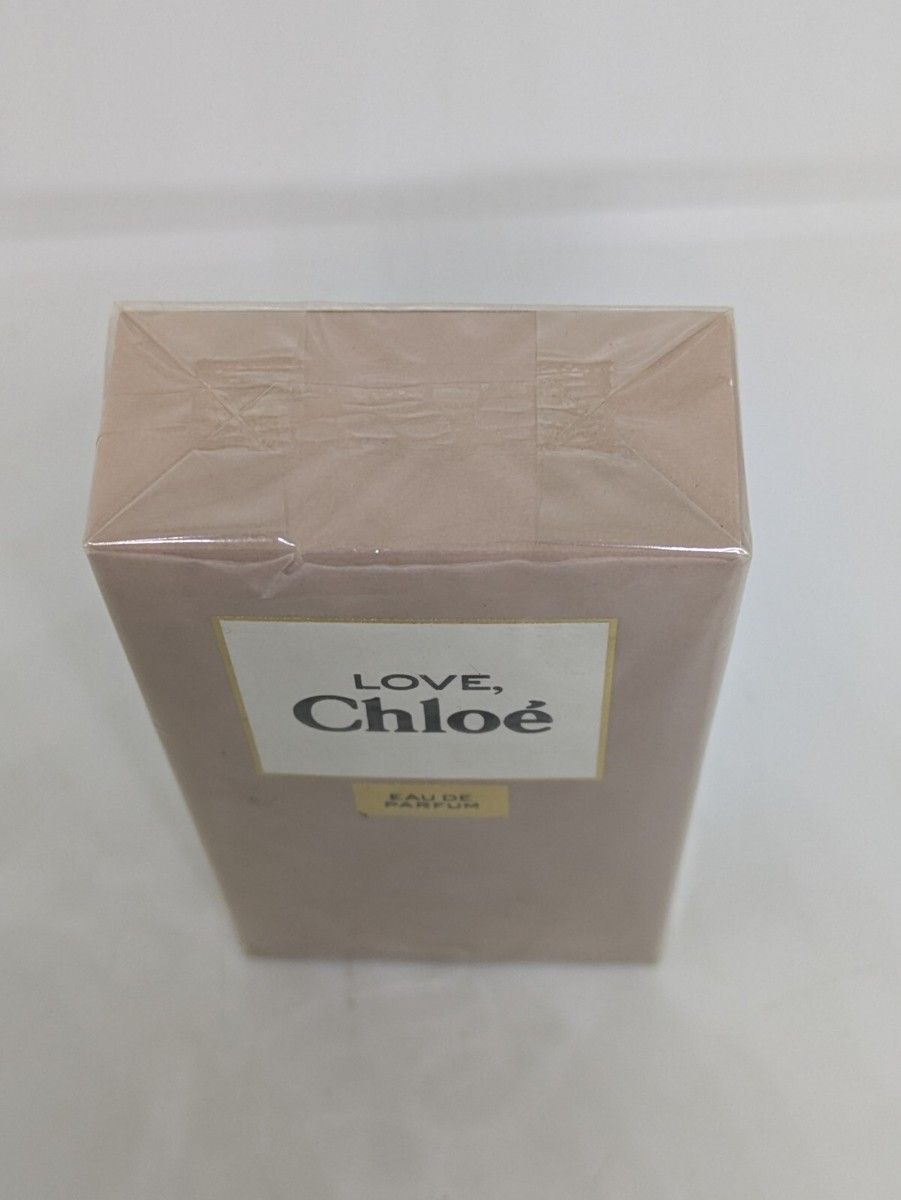 LOVE,
Chloé
EAU DE
PARFUM